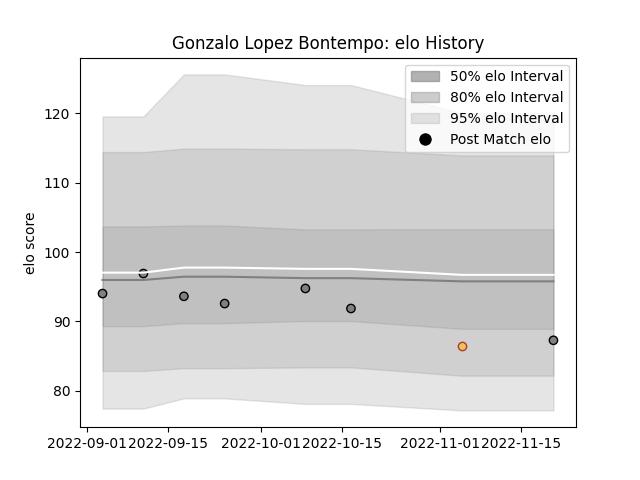 Gonzalo Lopez Bontempo: elo History
50% elo Interval
80% elo Interval
95% elo Interval
Post Match elo
elo score
120
110
100
90
80
2022-09-01 2022-09-15 2022-10-01 2022-10-15 2022-11-01 2022-11-15